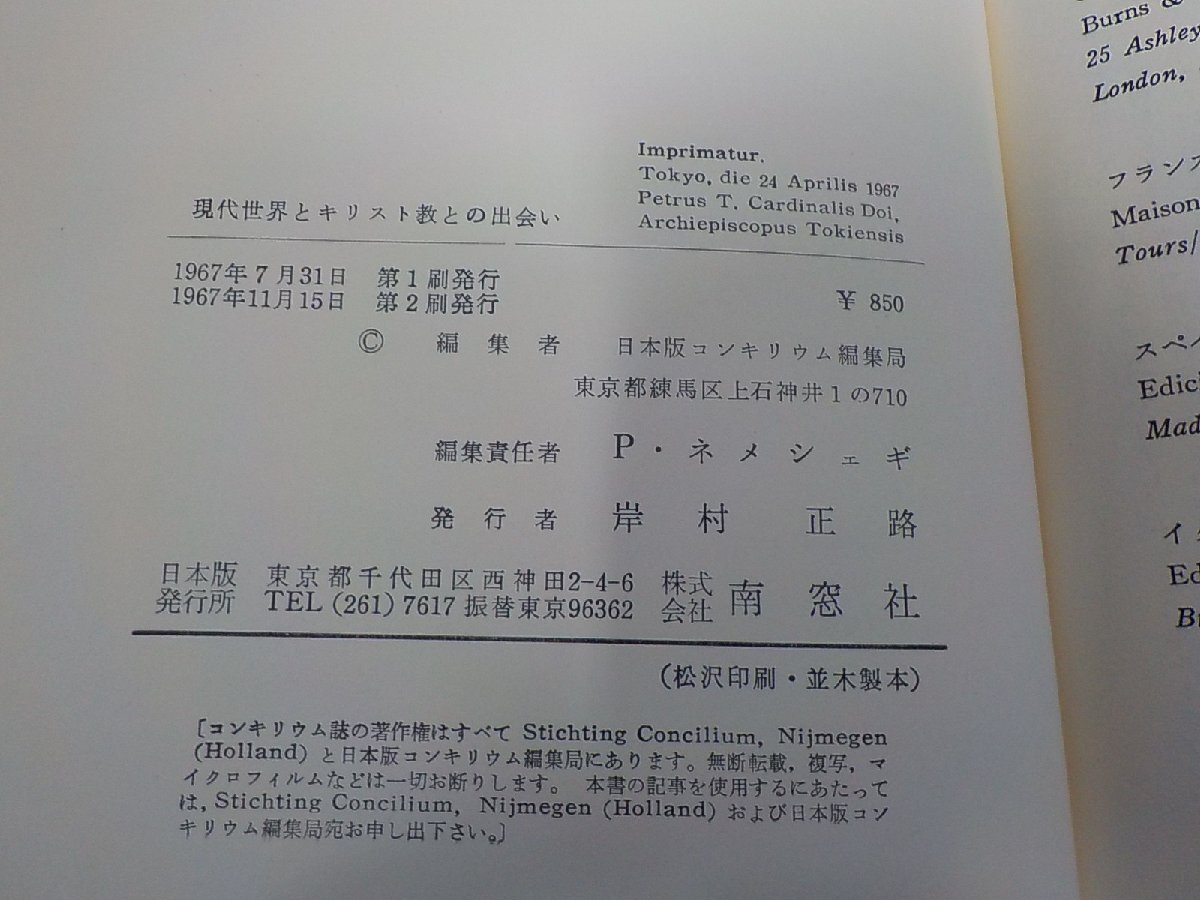 Imprimatur.
Tokyo, die 24 Aprilis 1967
Petrus T. Cardinalis Doi,
Archiepiscopus Tokiensis
現代世界とキリスト教との出会い
1967年7月31日 第1刷発行
1967年11月15日 第2刷発行
¥ 850
© 編集者 日本版コンキリウム編集局
東京都練馬区上石神井1の710
編集責任者 P・ネメシェギ
発行者 岸村正路
日本版 東京都千代田区西神田2-4-6 株式
発行所 TEL (261) 7617 振替東京96362 会社 南窓社
(松沢印刷・並木製本)
[コンキリウム誌の著作権はすべて Stichting Concilium, Nijmegen
(Holland) と日本版コンキリウム編集局にあります。無断転載,複写,マ
イクロフィルムなどは一切お断りします。 本書の記事を使用するにあたって
は, Stichting Concilium, Nijmegen (Holland) および日本版コン
キリウム編集局宛お申し出下さい。]
Burns &
25 Ashley
London,
フラン
Maison
Tours/
スペイ
Edici
Mad
イ
Ed